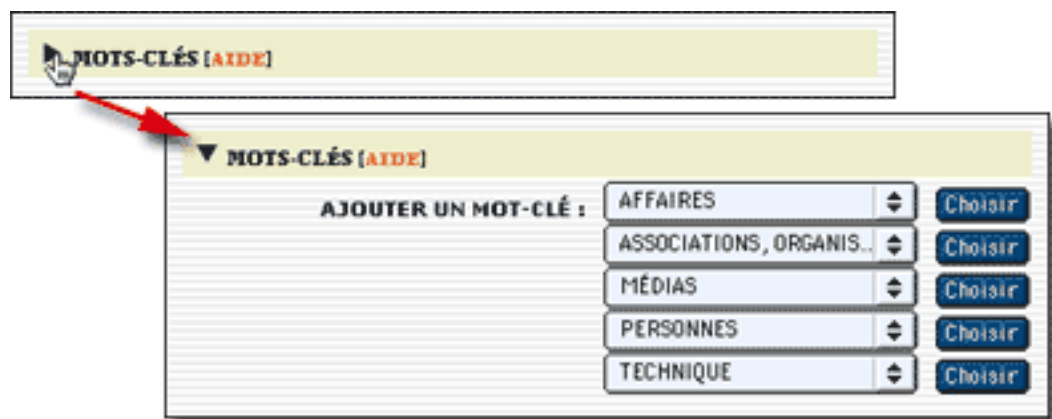 MOTS-CLÉS [AIDE]
MOTS-CLÉS [AIDE]
AJOUTER UN MOT-CLÉ : AFFAIRES Choisir
ASSOCIATIONS, ORGANIS.. Choisir
MÉDIAS Choisir
PERSONNES Choisir
TECHNIQUE Choisir